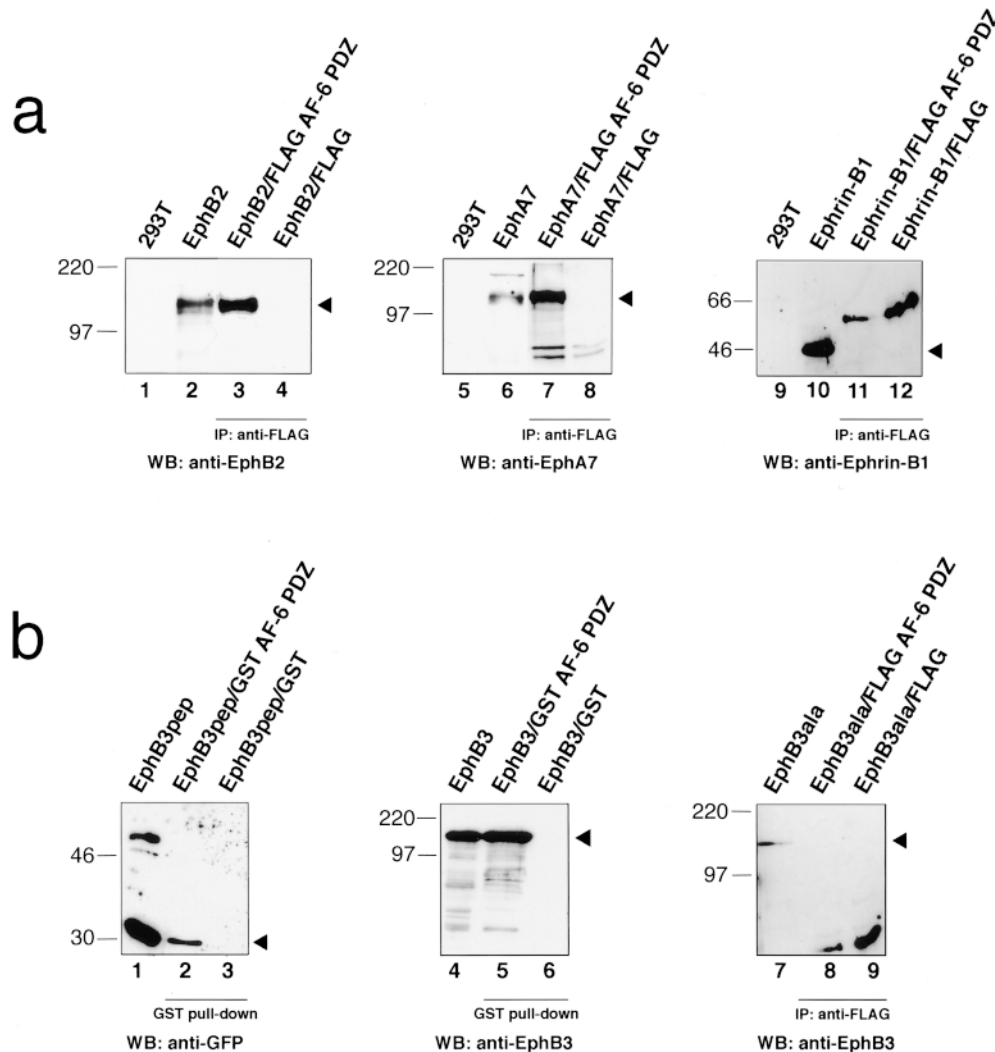 a
293T
EphB2
EphB2/FLAG AF-6 PDZ
EphB2/FLAG
220
97
1 2 3 4
IP: anti-FLAG
WB: anti-EphB2
293T
EphA7
EphA7/FLAG AF-6 PDZ
EphA7/FLAG
220
97
5 6 7 8
IP: anti-FLAG
WB: anti-EphA7
293T
Ephrin-B1
Ephrin-B1/FLAG AF-6 PDZ
Ephrin-B1/FLAG
66
46
9 10 11 12
IP: anti-FLAG
WB: anti-Ephrin-B1
b
EphB3pep
EphB3pep/GST AF-6 PDZ
EphB3pep/GST
46
30
1 2 3
GST pull-down
WB: anti-GFP
EphB3
EphB3/GST AF-6 PDZ
EphB3/GST
220
97
4 5 6
GST pull-down
WB: anti-EphB3
EphB3ala
EphB3ala/FLAG AF-6 PDZ
EphB3ala/FLAG
220
97
7 8 9
IP: anti-FLAG
WB: anti-EphB3